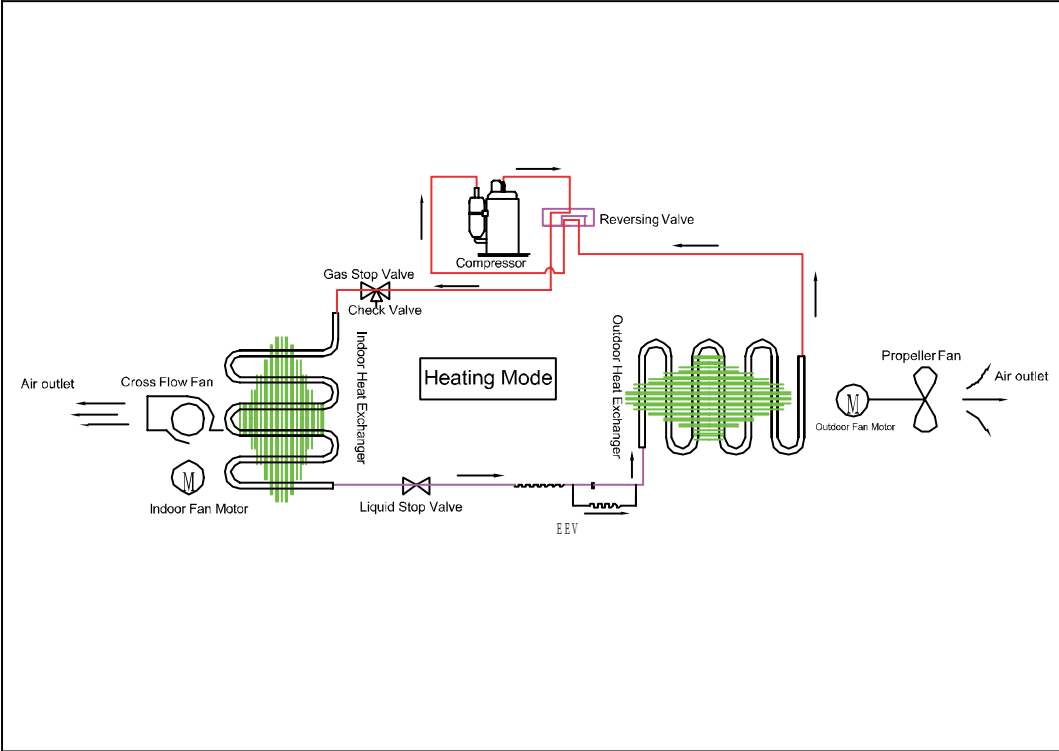 Reversing Valve
Compressor
Gas Stop Valve
Check Valve
Indoor Heat Exchanger
Outdoor Heat Exchanger
Heating Mode
Propeller Fan
Air outlet
Cross Flow Fan
Air outlet
M
Outdoor Fan Motor
M
Indoor Fan Motor
Liquid Stop Valve
EEV